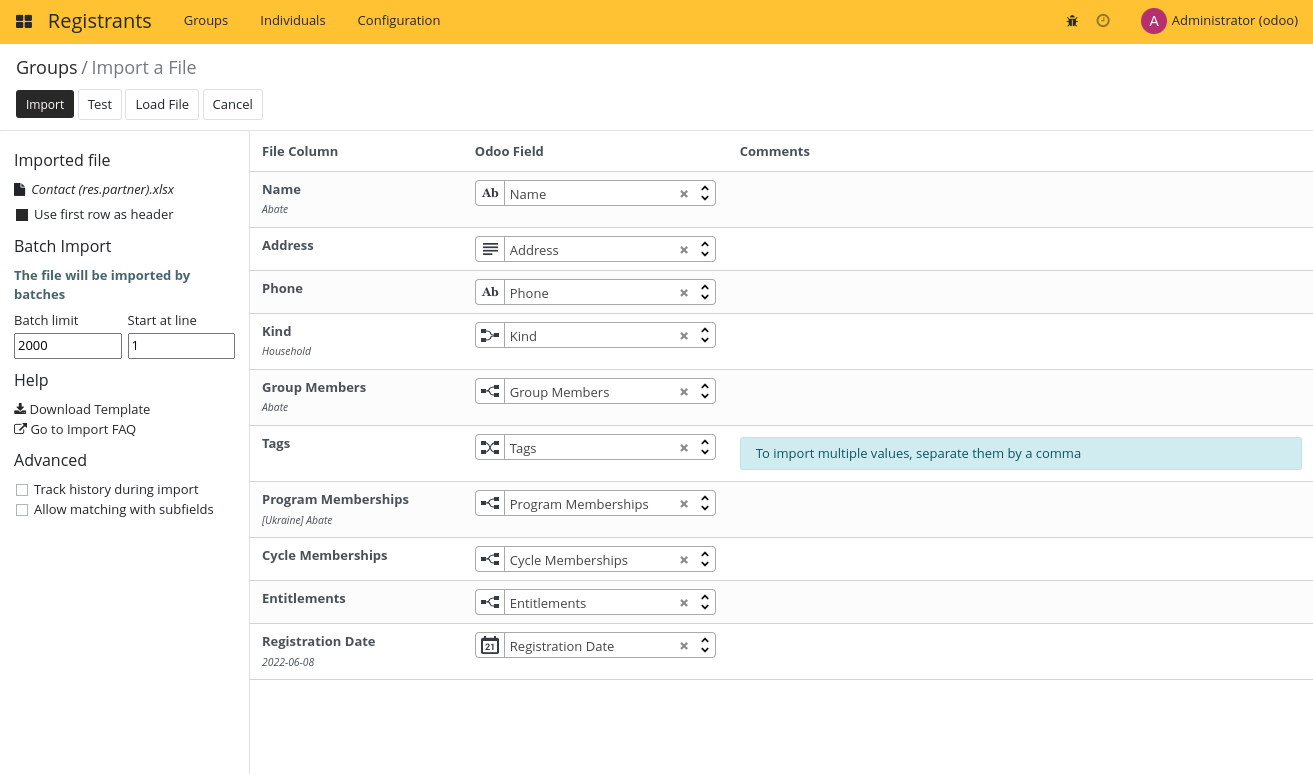 Registrants Groups Individuals Configuration A Administrator (odoo)
Groups / Import a File
Import Test Load File Cancel
Imported file
Contact (res.partner).xlsx
Use first row as header
Batch Import
The file will be imported by
batches
Batch limit Start at line
2000 1
Help
Download Template
Go to Import FAQ
Advanced
Track history during import
Allow matching with subfields
File Column Odoo Field Comments
Name Ab Name
Abate
Address Address
Phone Ab Phone
Kind Kind
Household
Group Members Group Members
Abate
Tags Tags To import multiple values, separate them by a comma
Program Memberships Program Memberships
[Ukraine] Abate
Cycle Memberships Cycle Memberships
Entitlements Entitlements
Registration Date 21 Registration Date
2022-06-08